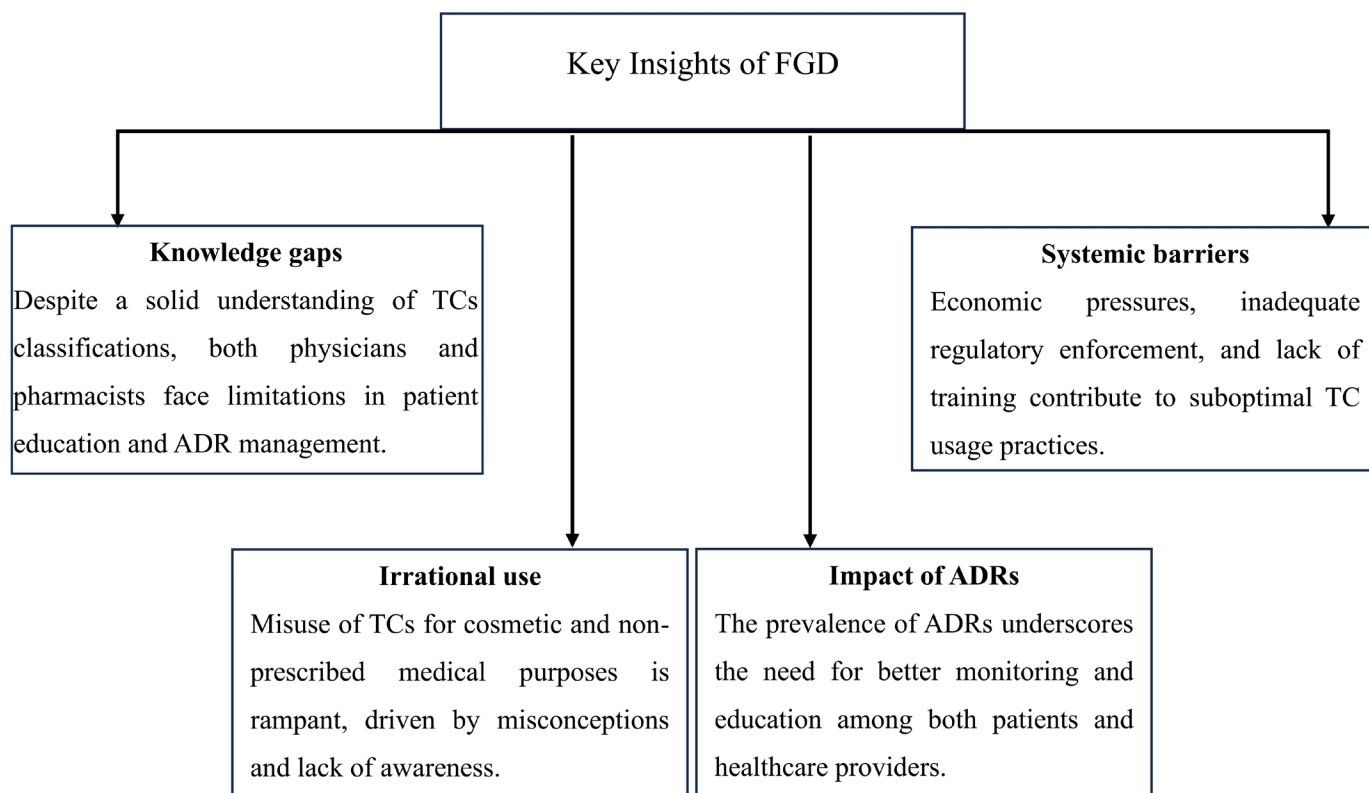 Key Insights of FGD
Knowledge gaps
Despite a solid understanding of TCs
classifications, both physicians and
pharmacists face limitations in patient
education and ADR management.
Systemic barriers
Economic pressures, inadequate
regulatory enforcement, and lack of
training contribute to suboptimal TC
usage practices.
Irrational use
Misuse of TCs for cosmetic and non-
prescribed medical purposes is
rampant, driven by misconceptions
and lack of awareness.
Impact of ADRs
The prevalence of ADRs underscores
the need for better monitoring and
education among both patients and
healthcare providers.